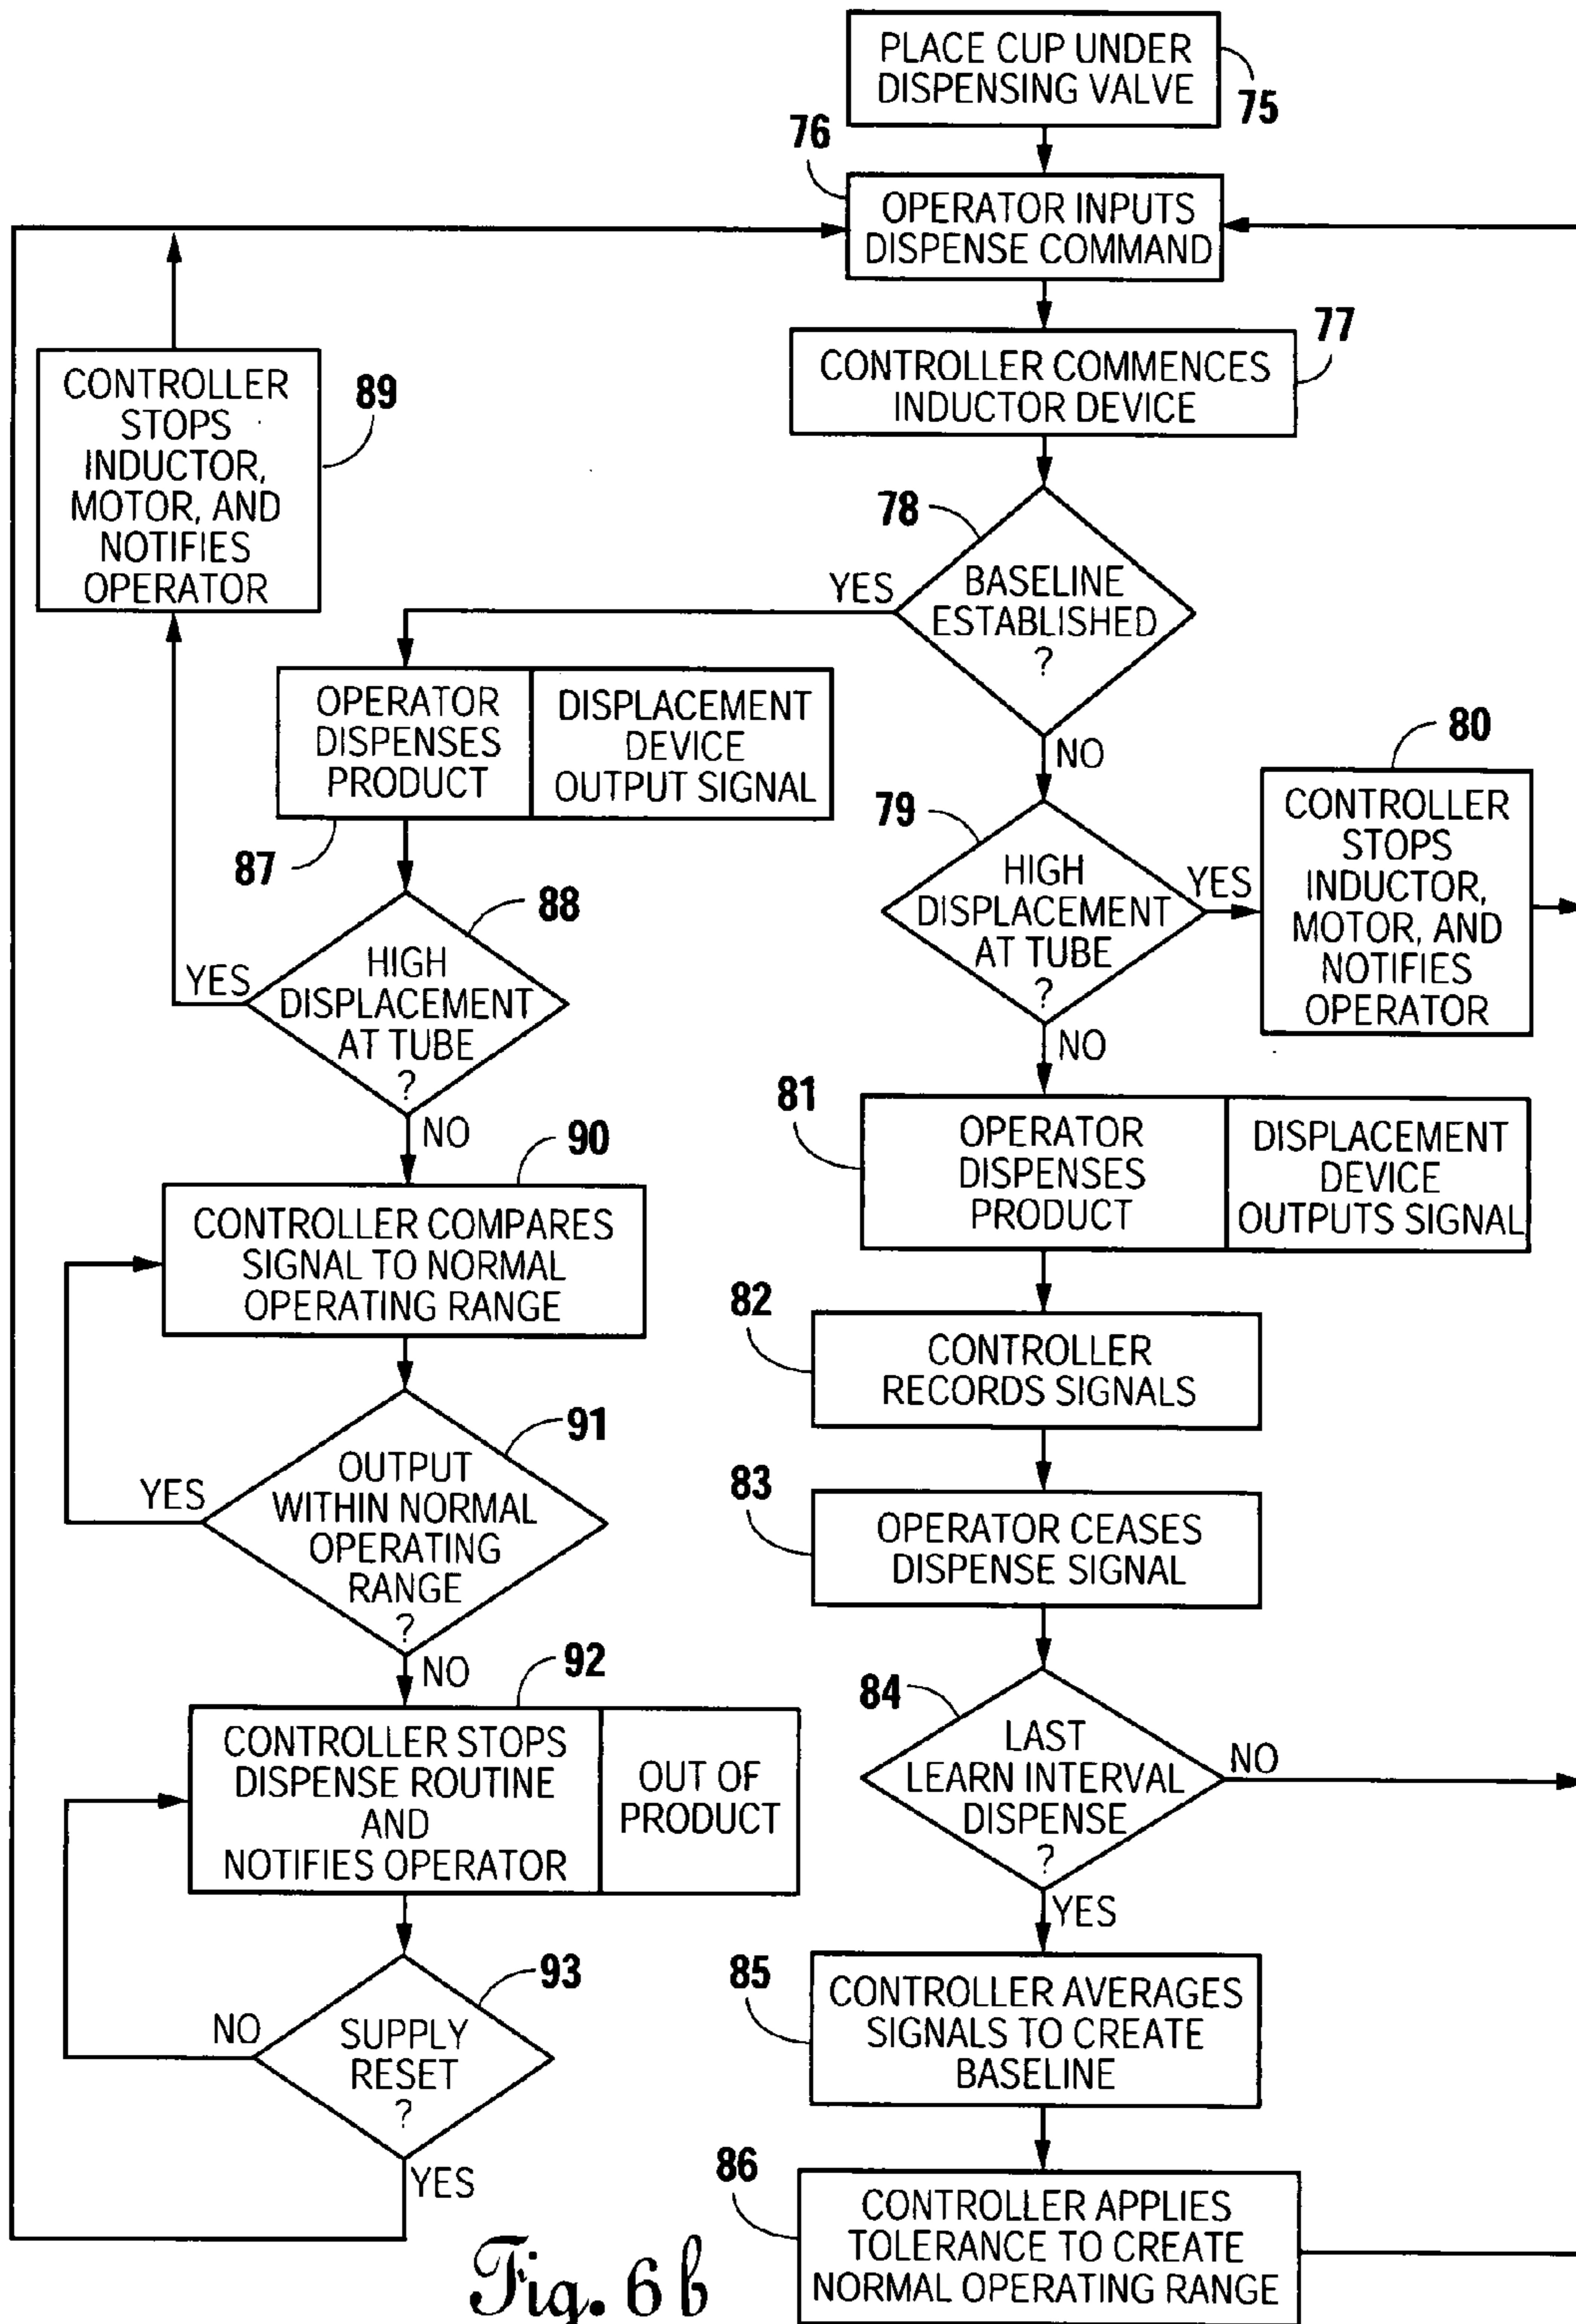 PLACE CUP UNDER
DISPENSING VALVE
75
76
OPERATOR INPUTS
DISPENSE COMMAND
77
CONTROLLER COMMENCES
INDUCTOR DEVICE
CONTROLLER
STOPS
INDUCTOR,
MOTOR, AND
NOTIFIES
OPERATOR
89
78
YES
BASELINE
ESTABLISHED
?
NO
OPERATOR
DISPENSES
PRODUCT
DISPLACEMENT
DEVICE
OUTPUT SIGNAL
87
79
HIGH
DISPLACEMENT
AT TUBE
?
YES
NO
80
CONTROLLER
STOPS
INDUCTOR,
MOTOR, AND
NOTIFIES
OPERATOR
88
YES
HIGH
DISPLACEMENT
AT TUBE
?
NO
81
OPERATOR
DISPENSES
PRODUCT
DISPLACEMENT
DEVICE
OUTPUTS SIGNAL
90
CONTROLLER COMPARES
SIGNAL TO NORMAL
OPERATING RANGE
82
CONTROLLER
RECORDS SIGNALS
91
YES
OUTPUT
WITHIN NORMAL
OPERATING
RANGE
?
NO
83
OPERATOR CEASES
DISPENSE SIGNAL
92
CONTROLLER STOPS
DISPENSE ROUTINE
AND
NOTIFIES OPERATOR
OUT OF
PRODUCT
84
LAST
LEARN INTERVAL
DISPENSE
?
NO
YES
93
NO
SUPPLY
RESET
?
YES
85
CONTROLLER AVERAGES
SIGNALS TO CREATE
BASELINE
86
CONTROLLER APPLIES
TOLERANCE TO CREATE
NORMAL OPERATING RANGE
Fig. 6b